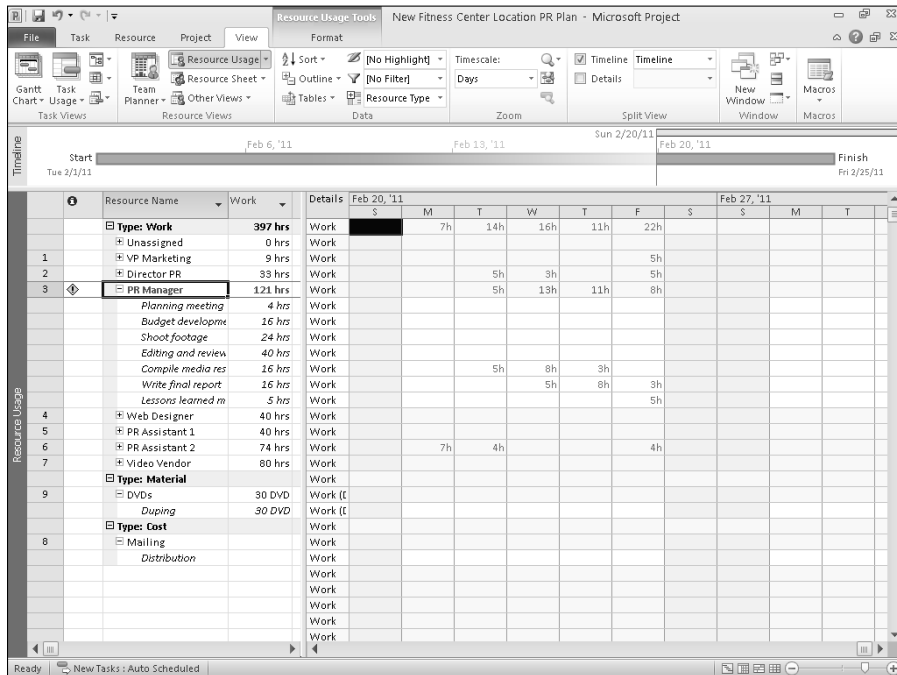 Resource Usage Tools New Fitness Center Location PR Plan - Microsoft Project
File Task Resource Project View Format
Gantt Chart
Task Usage
Team Planner
Resource Usage
Resource Sheet
Other Views
Sort
Outline
Tables
[No Highlight]
[No Filter]
Resource Type
Timescale:
Days
Timeline Timeline
Details
New Window
Macros
Task Views Resource Views Data Zoom Split View Window Macros
Timeline
Sun 2/20/11
Feb 6, '11 Feb 13, '11 Feb 20, '11
Start Finish
Tue 2/1/11 Fri 2/25/11
Resource Usage
Resource Name Work Details Feb 20, '11 Feb 27, '11
S M T W T F S S M T
Type: Work 397 hrs Work 7h 14h 16h 11h 22h
Unassigned 0 hrs Work
1 VP Marketing 9 hrs Work 5h
2 Director PR 33 hrs Work 5h 3h 5h
3 PR Manager 121 hrs Work 5h 13h 11h 8h
Planning meeting 4 hrs Work
Budget developme 16 hrs Work
Shoot footage 24 hrs Work
Editing and review 40 hrs Work
Compile media res 16 hrs Work 5h 8h 3h
Write final report 16 hrs Work 5h 8h 3h
Lessons learned m 5 hrs Work 5h
4 Web Designer 40 hrs Work
5 PR Assistant 1 40 hrs Work
6 PR Assistant 2 74 hrs Work 7h 4h 4h
7 Video Vendor 80 hrs Work
Type: Material Work
9 DVDs 30 DVD Work (D
Duping 30 DVD Work (D
Type: Cost Work
8 Mailing Work
Distribution Work
Work
Work
Work
Work
Work
Ready New Tasks : Auto Scheduled